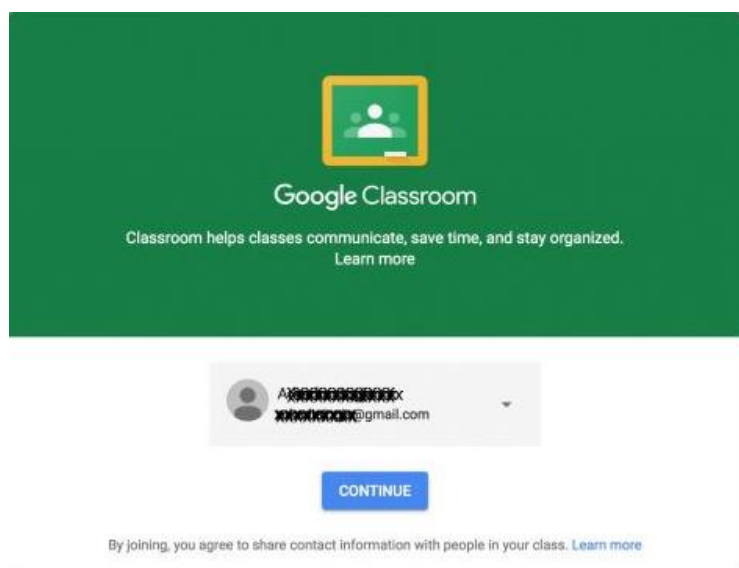 Google Classroom
Classroom helps classes communicate, save time, and stay organized.
Learn more
@gmail.com
CONTINUE
By joining, you agree to share contact information with people in your class. Learn more